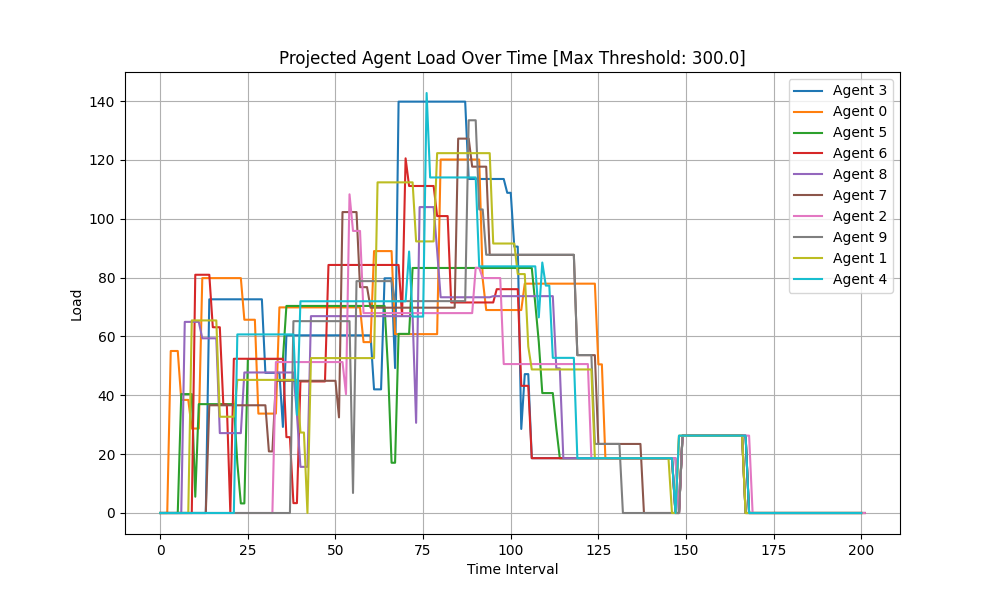 Projected Agent Load Over Time [Max Threshold: 300.0]
Load
140
120
100
80
60
40
20
0
Agent 3
Agent 0
Agent 5
Agent 6
Agent 8
Agent 7
Agent 2
Agent 9
Agent 1
Agent 4
0 25 50 75 100 125 150 175 200
Time Interval